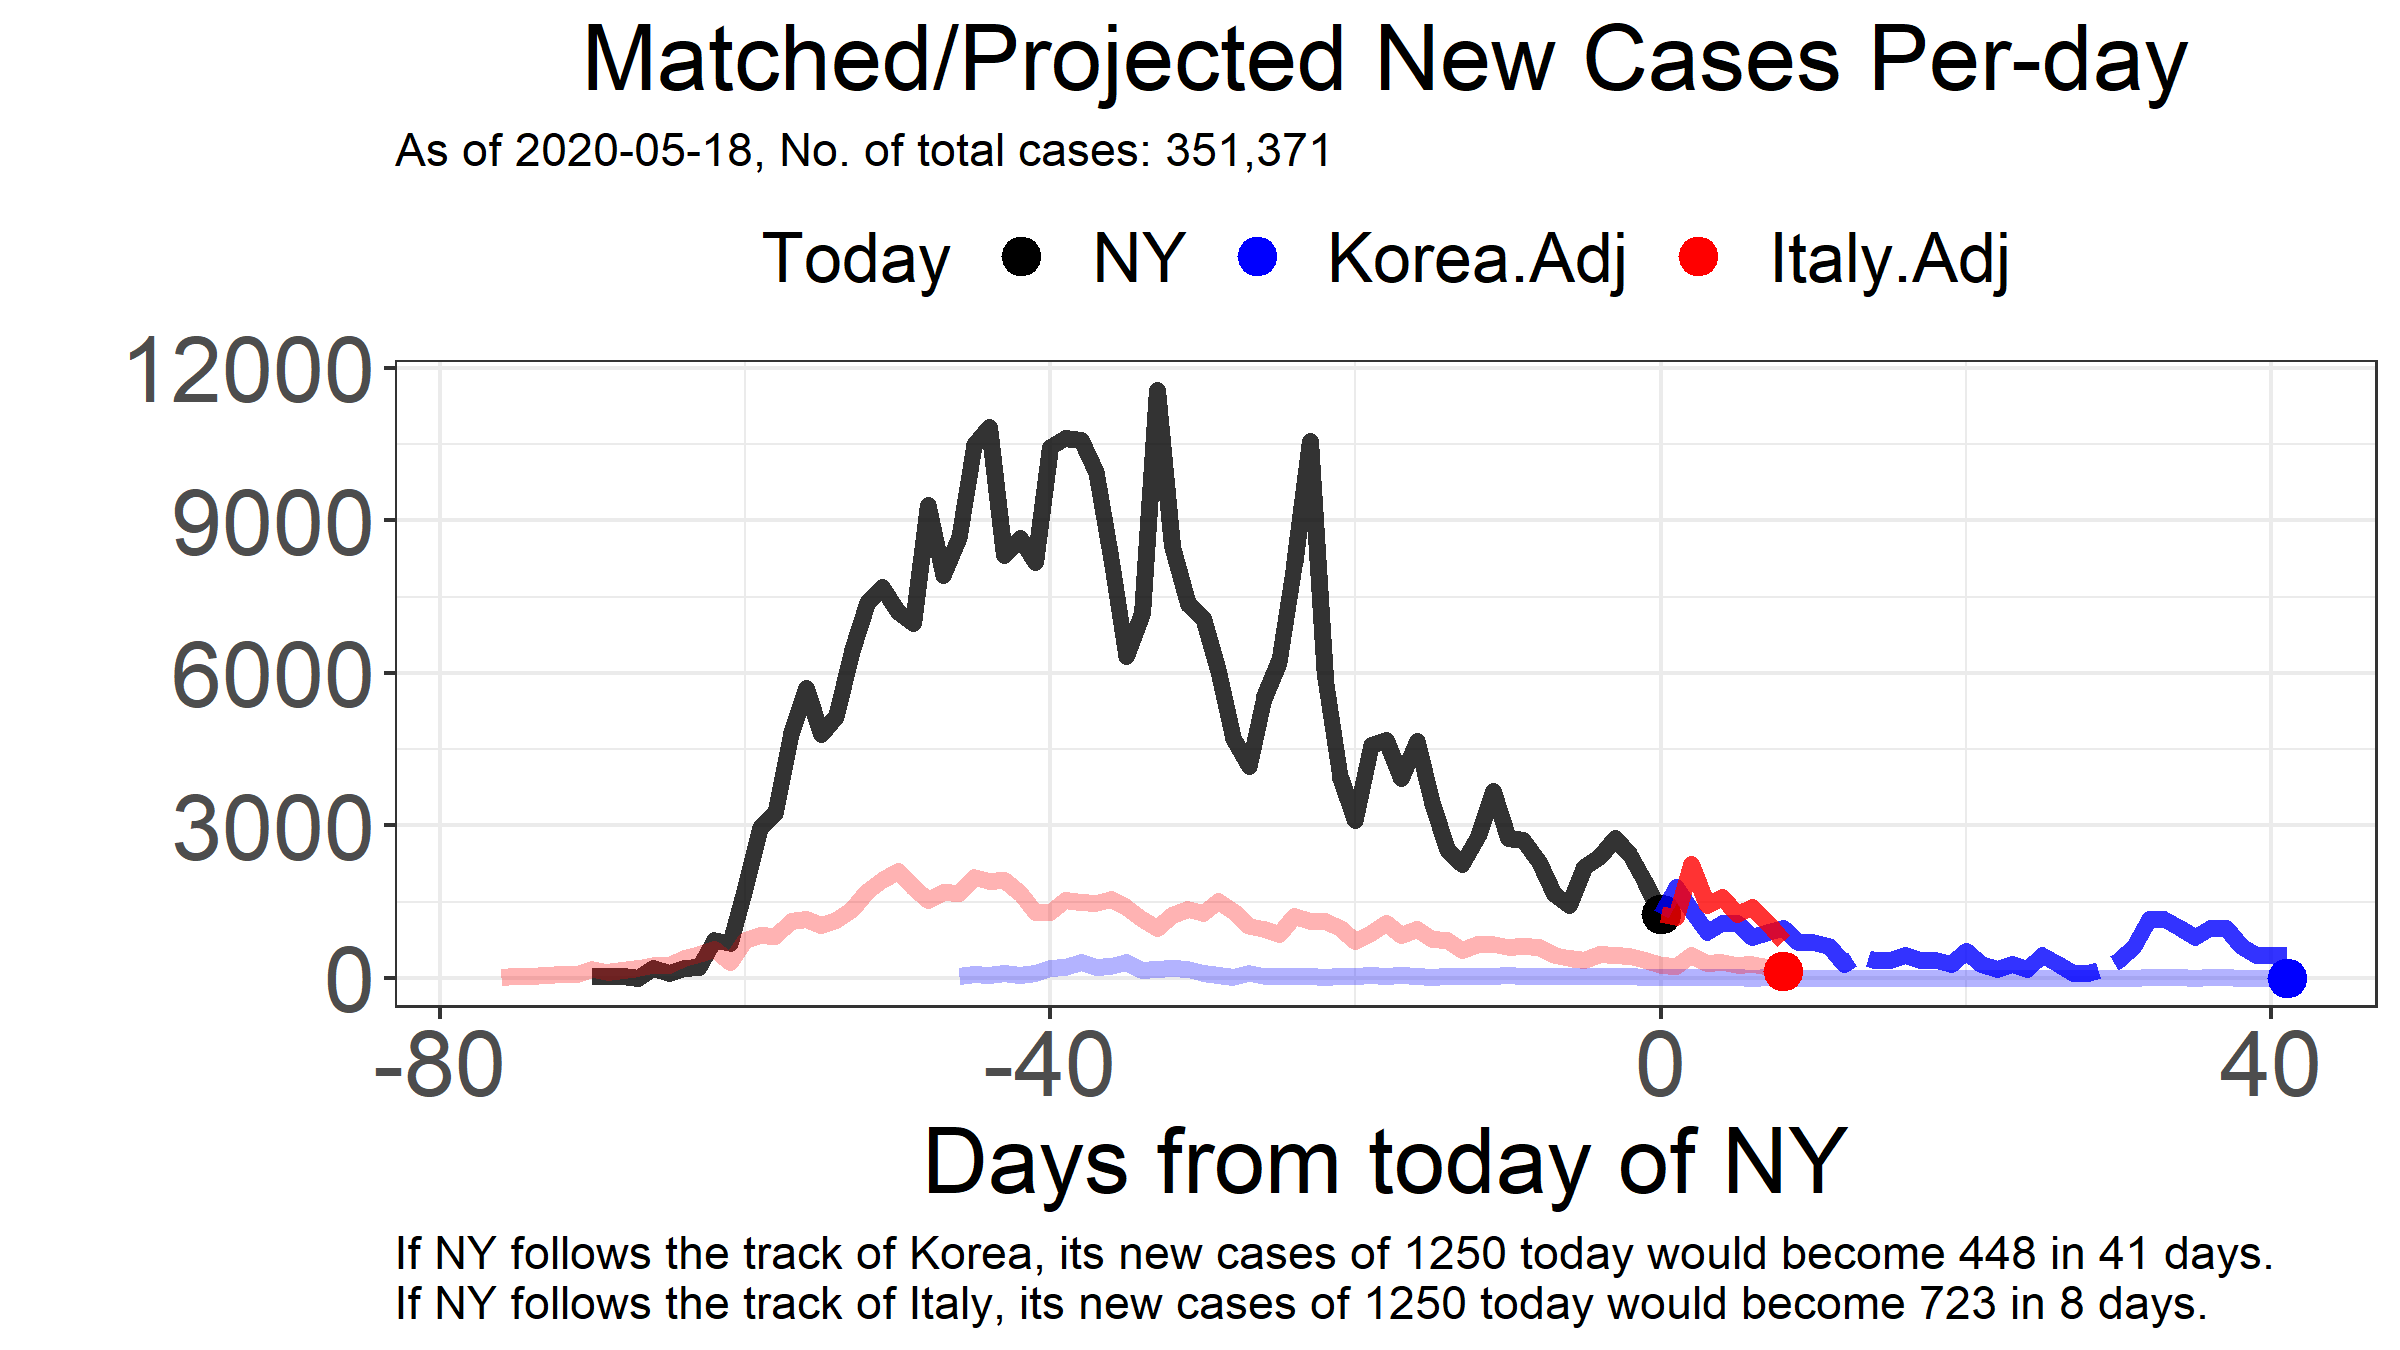 Matched/Projected New Cases Per-day
As of 2020-05-18, No. of total cases: 351,371
Today NY Korea.Adj Italy.Adj
12000
9000
6000
3000
0
-80 -40 0 40
Days from today of NY
If NY follows the track of Korea, its new cases of 1250 today would become 448 in 41 days.
If NY follows the track of Italy, its new cases of 1250 today would become 723 in 8 days.